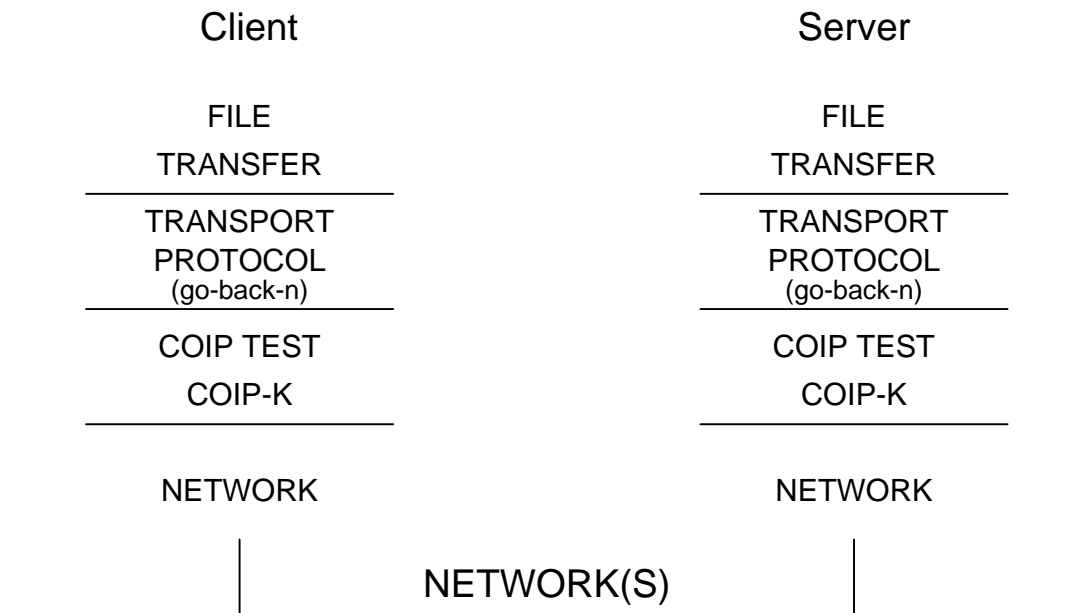 Client
FILE
TRANSFER
TRANSPORT
PROTOCOL
(go-back-n)
COIP TEST
COIP-K
NETWORK
Server
FILE
TRANSFER
TRANSPORT
PROTOCOL
(go-back-n)
COIP TEST
COIP-K
NETWORK
NETWORK(S)